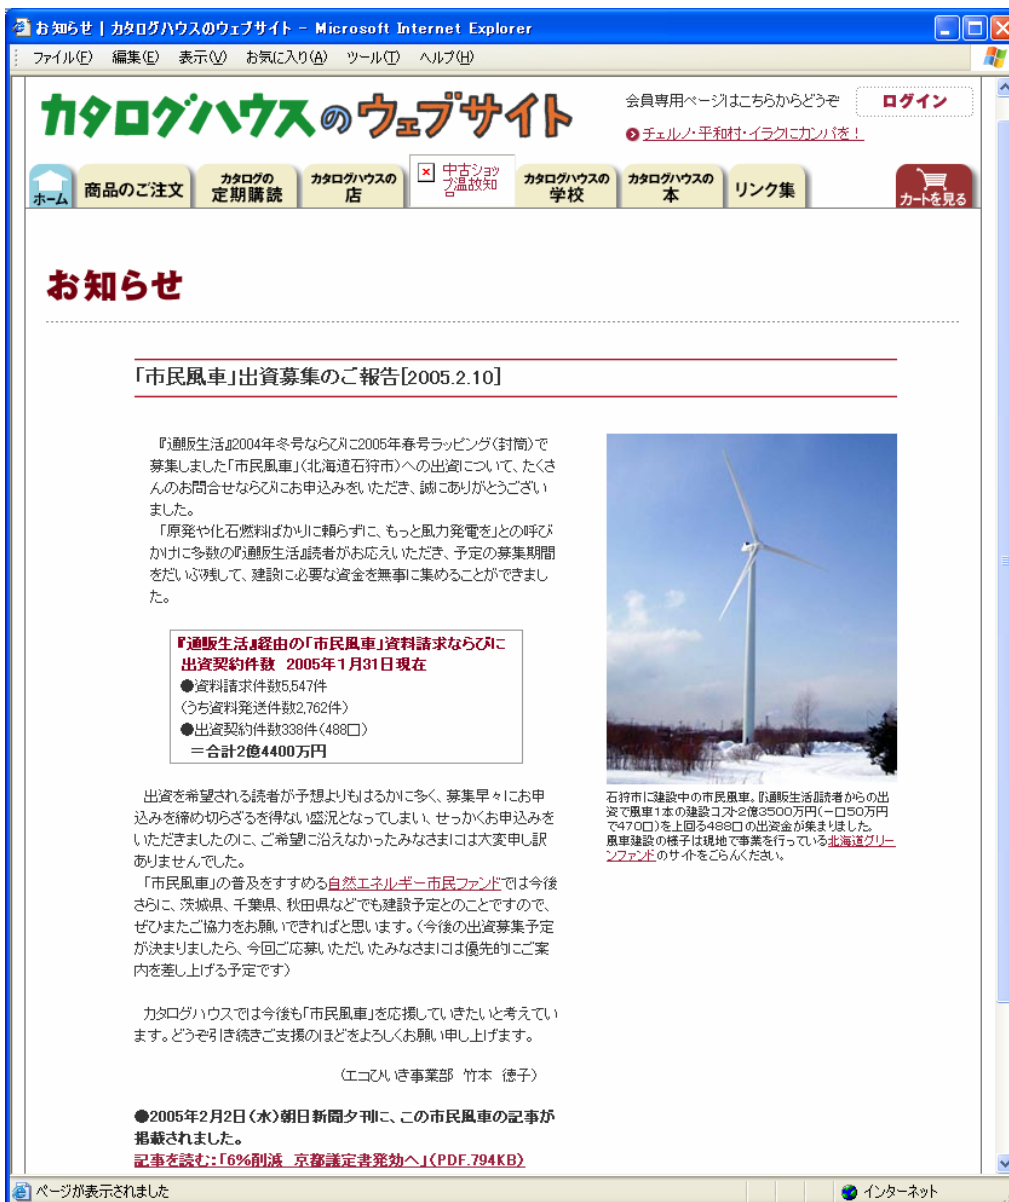 お知らせ | カタログハウスのウェブサイト - Microsoft Internet Explorer
ファイル(F) 編集(E) 表示(V) お気に入り(A) ツール(T) ヘルプ(H)
カタログハウスのウェブサイト
会員専用ページはこちらからどうぞ ログイン
チェルノ・平和村・イラクにカンパを！
ホーム
商品のご注文
カタログの
定期購読
カタログハウスの
店
中古ショッ
プ温故知
カタログハウスの
学校
カタログハウスの
本
リンク集
カートを見る
お知らせ
「市民風車」出資募集のご報告[2005.2.10]
『通販生活』2004年冬号ならびに2005年春号ラッピング(封筒)で
募集しました「市民風車」(北海道石狩市)への出資について、たくさ
んのお問合せならびにお申込みをいただき、誠にありがとうござい
ました。
「原発や化石燃料ばかりに頼らずに、もっと風力発電を」との呼び
かけに多数の『通販生活』読者がお応えいただき、予定の募集期間
をだいぶ残して、建設に必要な資金を無事に集めることができまし
た。
『通販生活』経由の「市民風車」資料請求ならびに
出資契約件数 2005年1月31日現在
●資料請求件数5,547件
(うち資料発送件数2,762件)
●出資契約件数338件(488口)
＝合計2億4400万円
石狩市に建設中の市民風車。『通販生活』読者からの出
資で風車1本の建設コスト2億3500万円(一口50万円
で470口)を上回る488口の出資金が集まりました。
風車建設の様子は現地で事業を行っている北海道グリー
ンファンドのサイトをごらんください。
出資を希望される読者が予想よりもはるかに多く、募集早々にお申
込みを締め切らざるを得ない盛況となってしまい、せっかくお申込みを
いただきましたのに、ご希望に沿えなかったみなさまには大変申し訳
ありませんでした。
「市民風車」の普及をすすめる自然エネルギー市民ファンドでは今後
さらに、茨城県、千葉県、秋田県などでも建設予定とのことですので、
ぜひまたご協力をお願いできればと思います。(今後の出資募集予定
が決まりましたら、今回ご応募いただいたみなさまには優先的にご案
内を差し上げる予定です)
カタログハウスでは今後も「市民風車」を応援していきたいと考えてい
ます。どうぞ引き続きご支援のほどをよろしくお願い申し上げます。
(エコひいき事業部 竹本 徳子)
●2005年2月2日(水)朝日新聞夕刊に、この市民風車の記事が
掲載されました。
記事を読む:「6%削減 京都議定書発効へ」(PDF.794KB)
ページが表示されました
インターネット